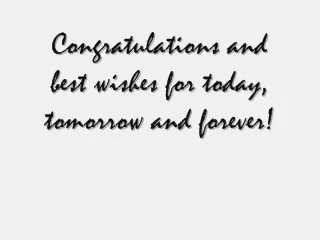 Congratulations and
best wishes for today,
tomorrow and forever!